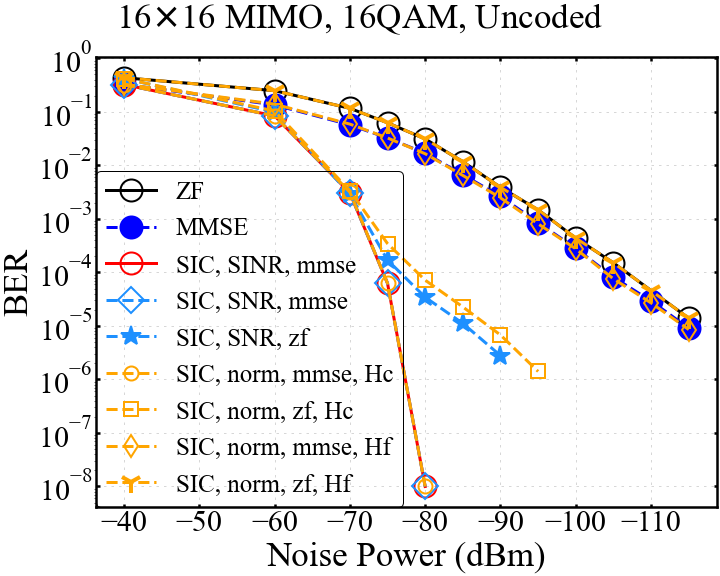 16×16 MIMO, 16QAM, Uncoded
10^0
10^−1
10^−2
10^−3
10^−4
10^−5
10^−6
10^−7
10^−8
BER
ZF
MMSE
SIC, SINR, mmse
SIC, SNR, mmse
SIC, SNR, zf
SIC, norm, mmse, Hc
SIC, norm, zf, Hc
SIC, norm, mmse, Hf
SIC, norm, zf, Hf
−40 −50 −60 −70 −80 −90 −100 −110
Noise Power (dBm)